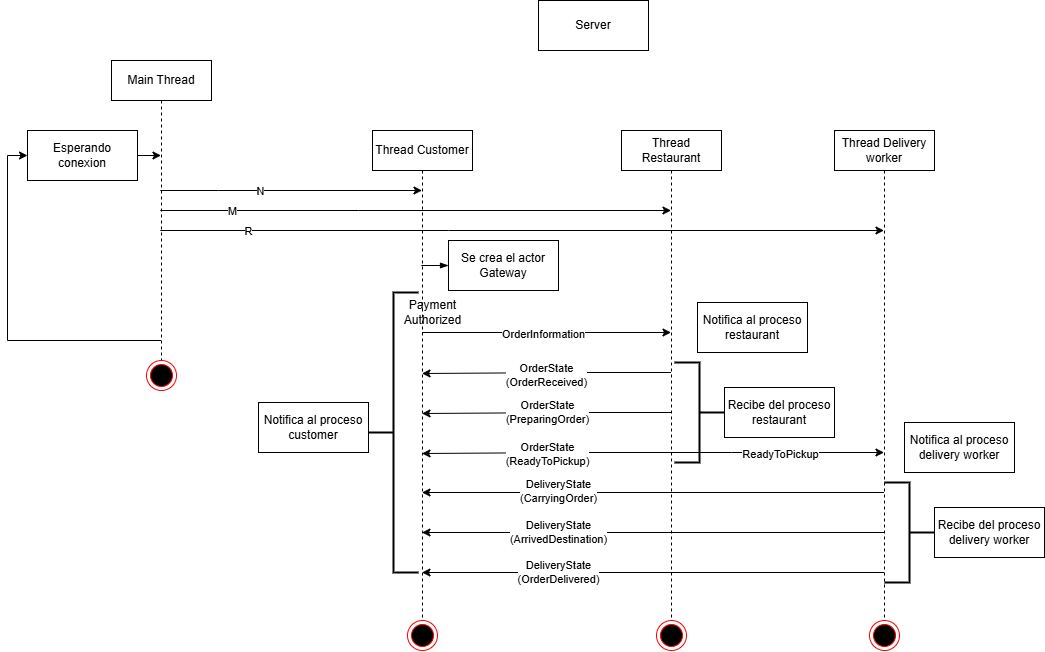 Server
Main Thread
Esperando
conexion
Thread Customer
Thread
Restaurant
Thread Delivery
worker
N
M
R
Se crea el actor
Gateway
Payment
Authorized
OrderInformation
Notifica al proceso
restaurant
OrderState
(OrderReceived)
Recibe del proceso
restaurant
OrderState
(PreparingOrder)
Notifica al proceso
customer
OrderState
(ReadyToPickup)
ReadyToPickup
Notifica al proceso
delivery worker
DeliveryState
(CarryingOrder)
DeliveryState
(ArrivedDestination)
Recibe del proceso
delivery worker
DeliveryState
(OrderDelivered)